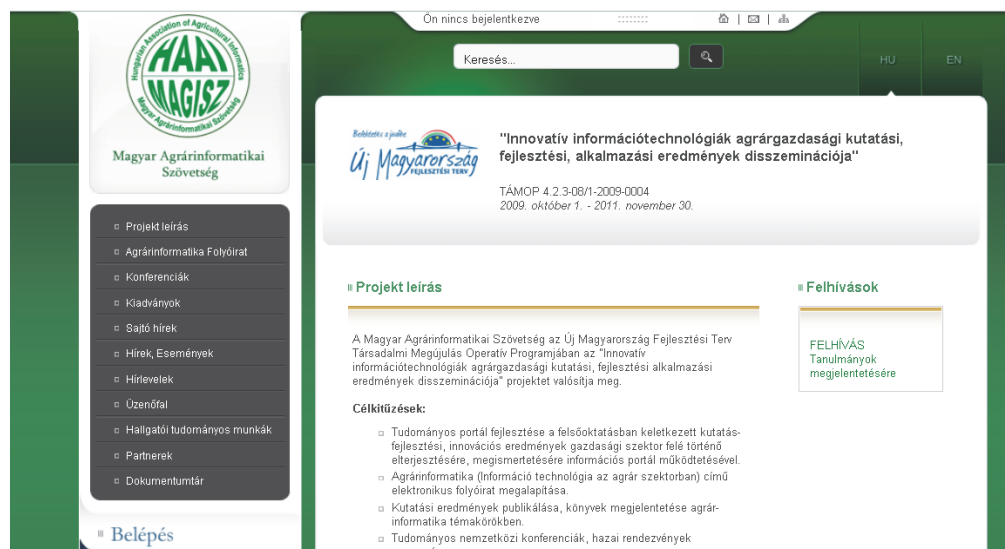 Ön nincs bejelentkezve
Keresés...
HU
EN
Hungarian Association of Agricultural Informatics
HAAI
MAGISZ
Magyar Agrárinformatikai Szövetség
Magyar Agrárinformatikai
Szövetség
Befektetés a jövőbe
Új Magyarország
FEJLESZTÉSI TERV
"Innovatív információtechnológiák agrárgazdasági kutatási,
fejlesztési, alkalmazási eredmények disszeminációja"
TÁMOP 4.2.3-08/1-2009-0004
2009. október 1. - 2011. november 30.
Projekt leírás
Agrárinformatika Folyóirat
Konferenciák
Kiadványok
Sajtó hírek
Hírek, Események
Hírlevelek
Üzenőfal
Hallgatói tudományos munkák
Partnerek
Dokumentumtár
Belépés
Projekt leírás
A Magyar Agrárinformatikai Szövetség az Új Magyarország Fejlesztési Terv
Társadalmi Megújulás Operatív Programjában az "Innovatív
információtechnológiák agrárgazdasági kutatási, fejlesztési alkalmazási
eredmények disszeminációja" projektet valósítja meg.
Célkitűzések:
Tudományos portál fejlesztése a felsőoktatásban keletkezett kutatás-
fejlesztési, innovációs eredmények gazdasági szektor felé történő
elterjesztésére, megismertetésére információs portál működtetésével.
Agrárinformatika (Információ technológia az agrár szektorban) című
elektronikus folyóirat megalapítása.
Kutatási eredmények publikálása, könyvek megjelentetése agrár-
informatika témakörökben.
Tudományos nemzetközi konferenciák, hazai rendezvények
Felhívások
FELHÍVÁS
Tanulmányok
megjelentetésére